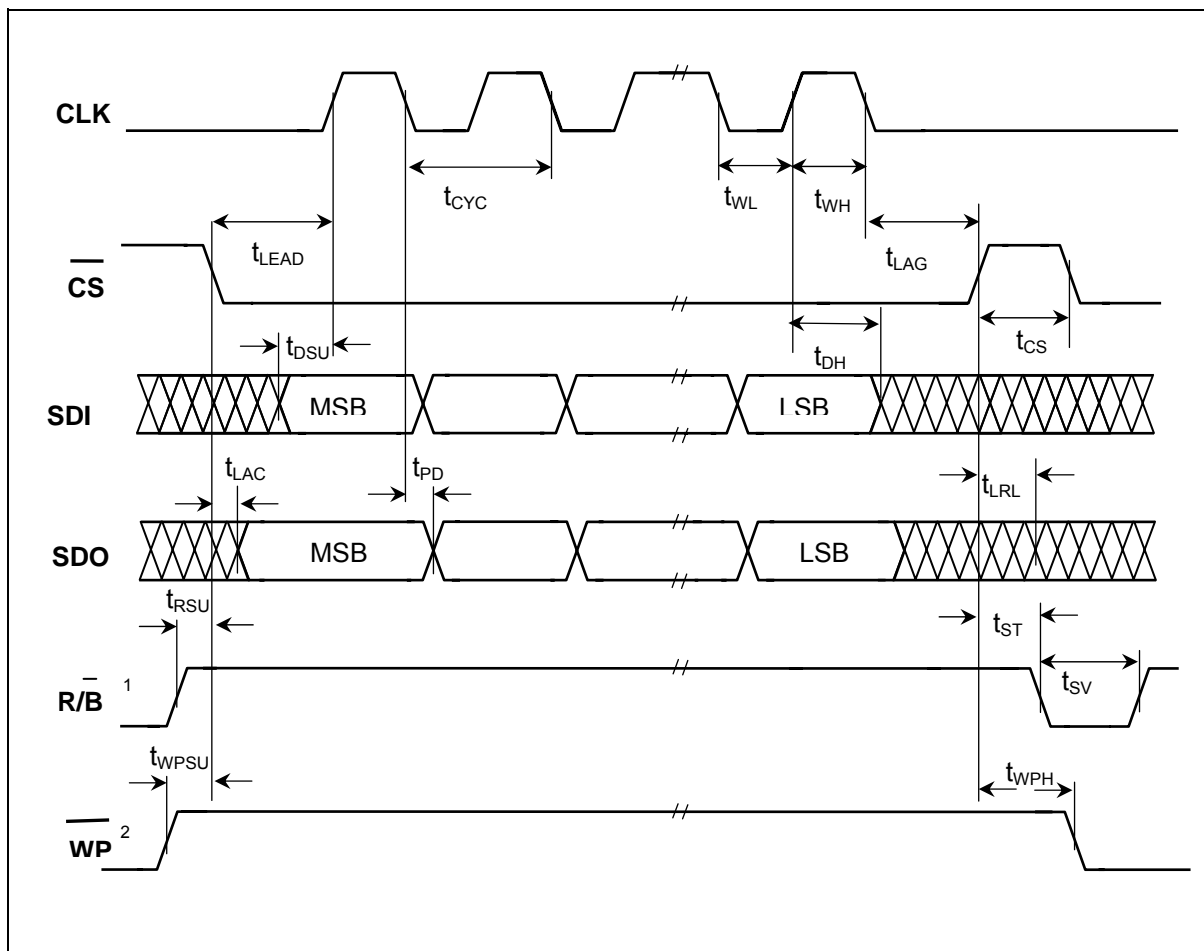 CLK
tCYC
tWL
tWH
tLEAD
tLAG
CS
tDSU
tDH
tCS
SDI
MSB
LSB
tLAC
tPD
tLRL
SDO
MSB
LSB
tRSU
tST
R/B 1
tSV
tWPSU
tWPH
WP 2